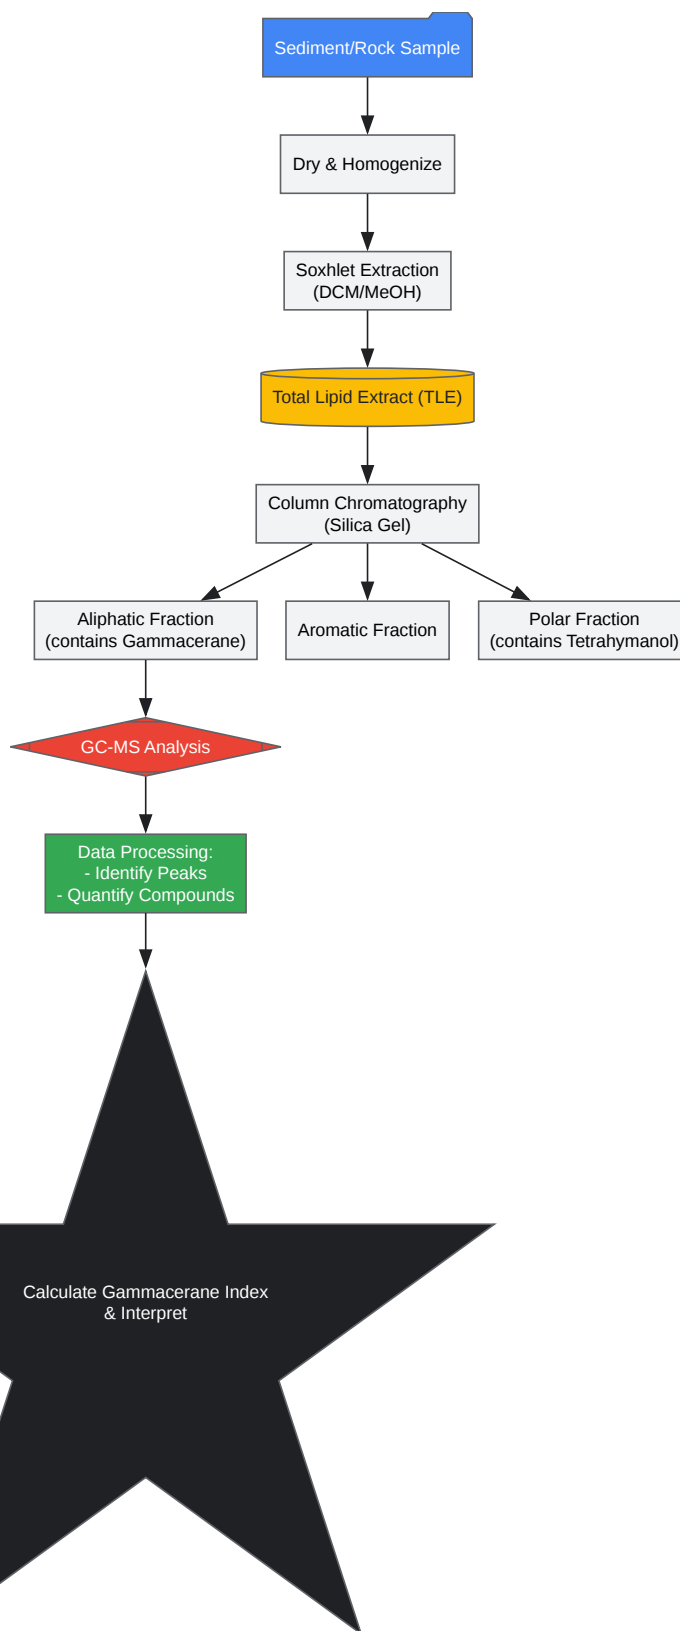 Sediment/Rock Sample
Dry & Homogenize
Soxhlet Extraction
(DCM/MeOH)
Total Lipid Extract (TLE)
Column Chromatography
(Silica Gel)
Aliphatic Fraction
(contains Gammacerane)
Aromatic Fraction
Polar Fraction
(contains Tetrahymanol)
GC-MS Analysis
Data Processing:
- Identify Peaks
- Quantify Compounds
Calculate Gammacerane Index
& Interpret